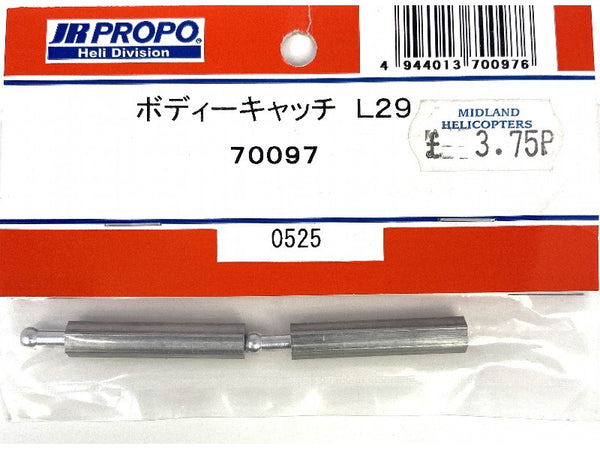 JR PROPO
Heli Division
4 944013 700976
ボディーキャッチ L29
MIDLAND
HELICOPTERS
£ 3.75P
70097
0525